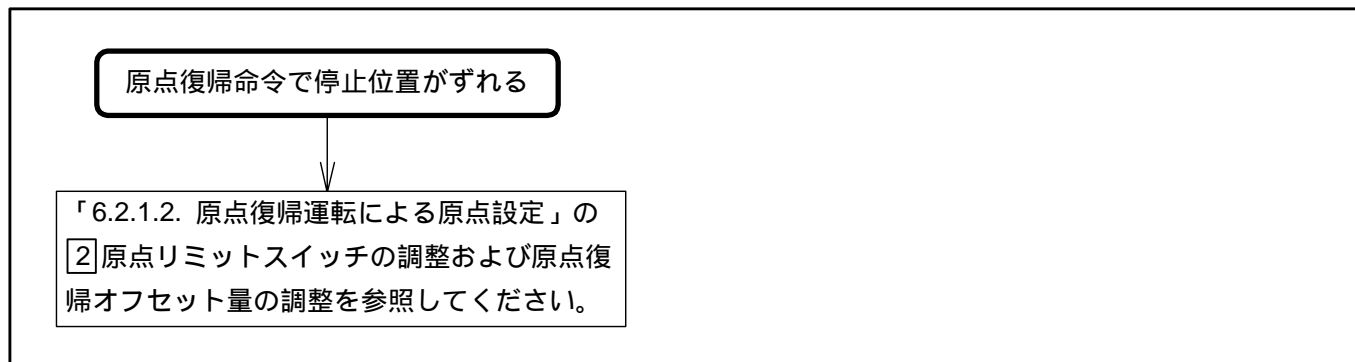 原点復帰命令で停止位置がずれる
「6.2.1.2. 原点復帰運転による原点設定」の
2原点リミットスイッチの調整および原点復
帰オフセット量の調整を参照してください。